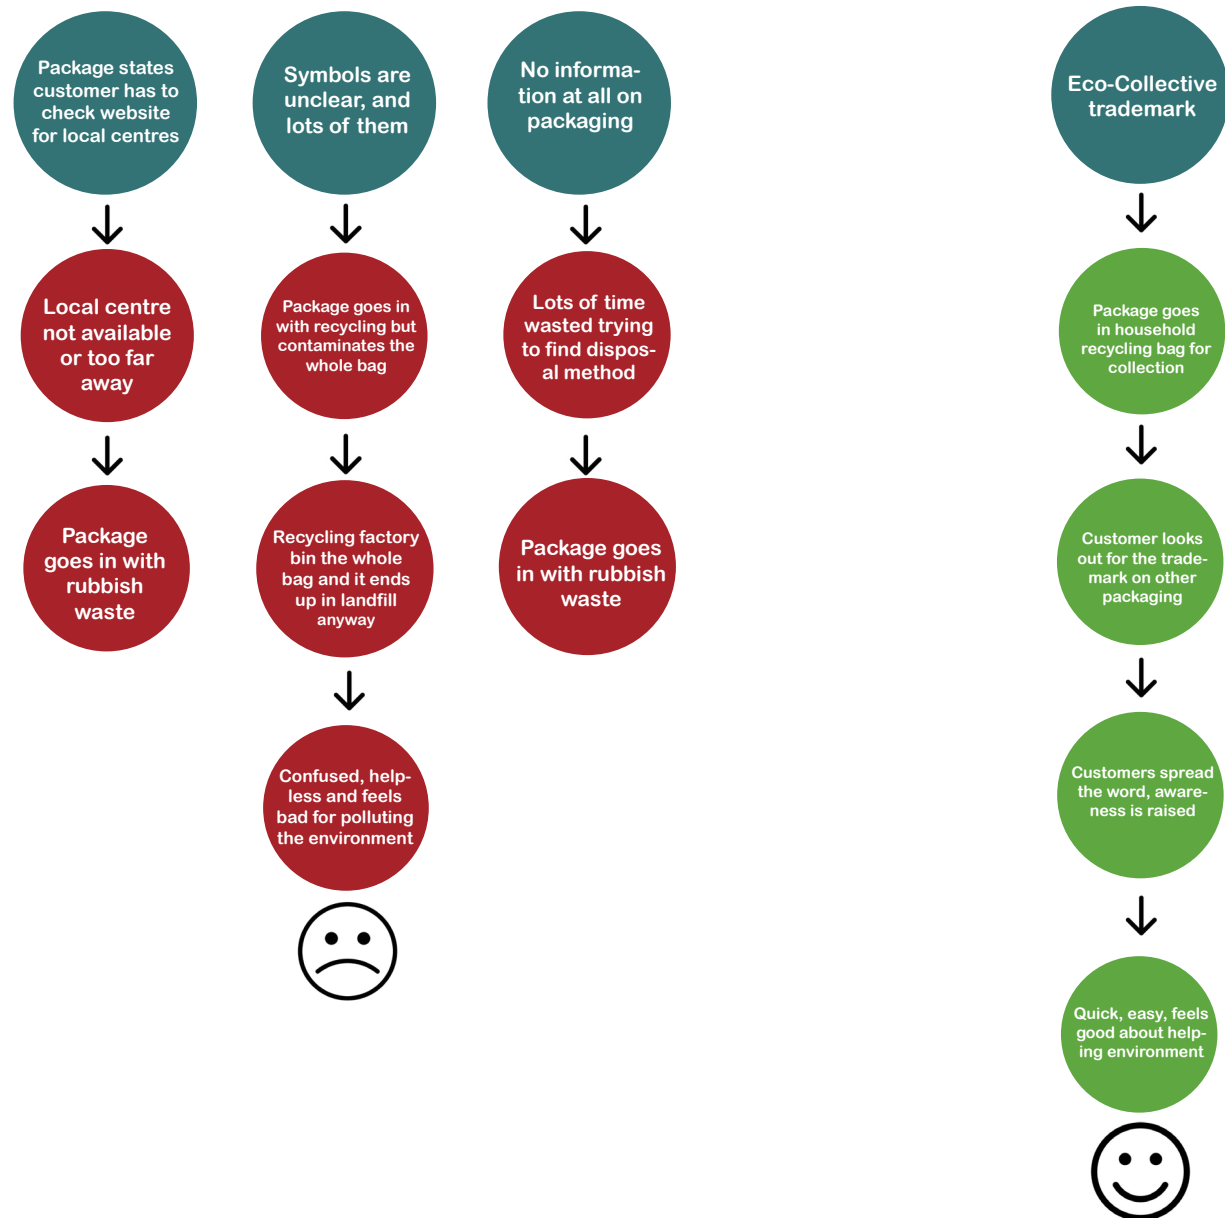 Package states
customer has to
check website
for local centres
Local centre
not available
or too far
away
Package
goes in with
rubbish
waste
Symbols are
unclear, and
lots of them
Package goes in
with recycling but
contaminates the
whole bag
Recycling factory
bin the whole
bag and it ends
up in landfill
anyway
Confused, help-
less and feels
bad for polluting
the environment
No informa-
tion at all on
packaging
Lots of time
wasted trying
to find dispos-
al method
Package goes
in with rubbish
waste
Eco-Collective
trademark
Package goes
in household
recycling bag for
collection
Customer looks
out for the trade-
mark on other
packaging
Customers spread
the word, aware-
ness is raised
Quick, easy, feels
good about help-
ing environment